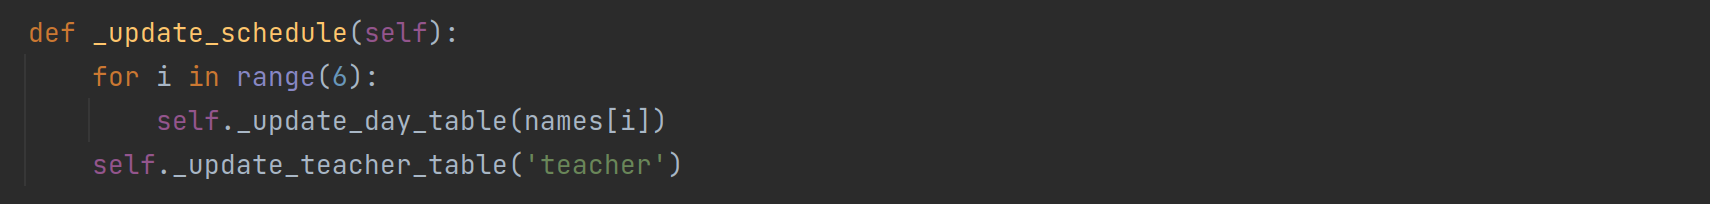 def _update_schedule(self):
    for i in range(6):
        self._update_day_table(names[i])
    self._update_teacher_table('teacher')